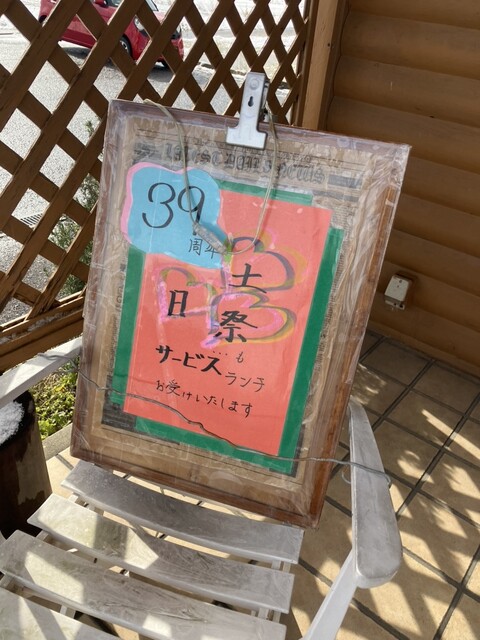 39
周年
土
日
祭
サービス...も
ランチ
お受けいたします